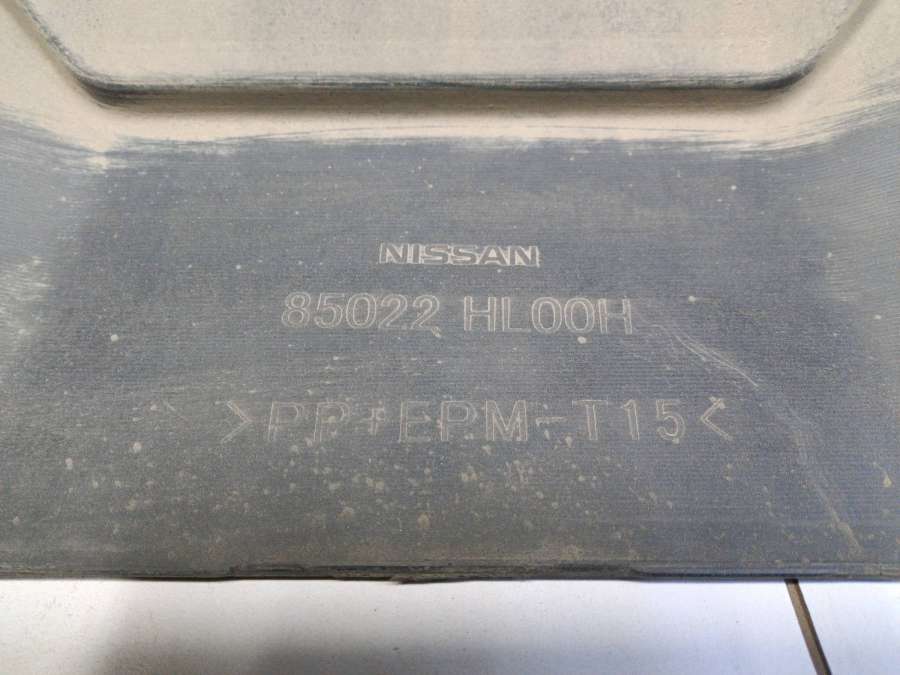 NISSAN
85022 HL00H
>PP+EPM-T15<